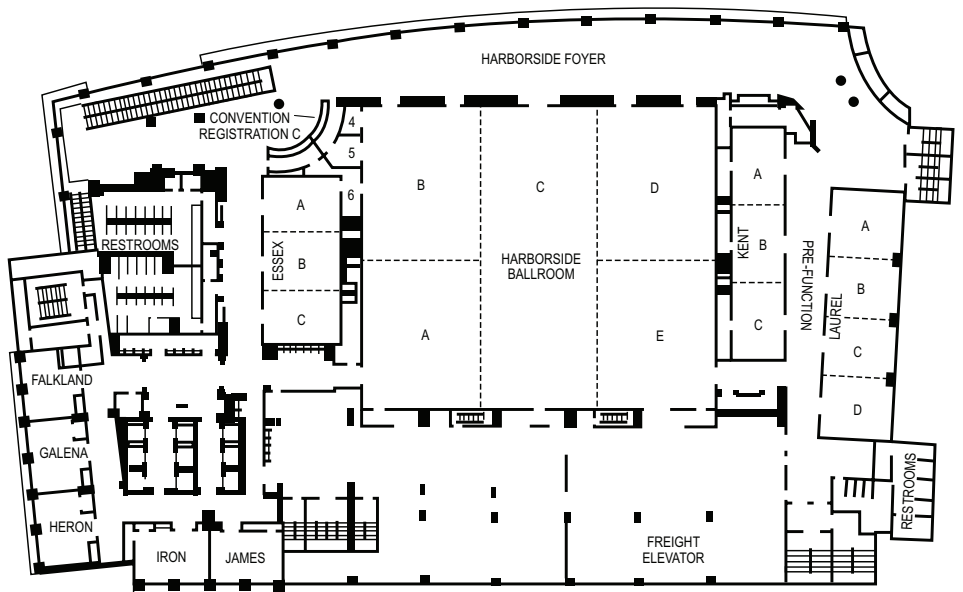 HARBORSIDE FOYER
CONVENTION
REGISTRATION C
4
5
6
A
B
C
ESSEX
B
C
D
HARBORSIDE
BALLROOM
A
E
A
B
C
KENT
PRE-FUNCTION
A
B
C
D
LAUREL
RESTROOMS
FALKLAND
GALENA
HERON
IRON
JAMES
FREIGHT
ELEVATOR
RESTROOMS